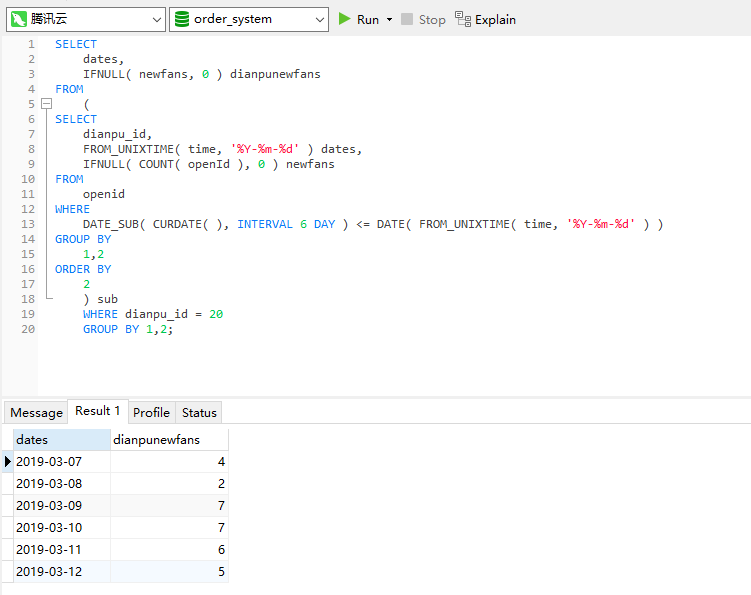 腾讯云 order_system Run Stop Explain
1 SELECT
2 dates,
3 IFNULL( newfans, 0 ) dianpunewfans
4 FROM
5 (
6 SELECT
7 dianpu_id,
8 FROM_UNIXTIME( time, '%Y-%m-%d' ) dates,
9 IFNULL( COUNT( openId ), 0 ) newfans
10 FROM
11 openid
12 WHERE
13 DATE_SUB( CURDATE( ), INTERVAL 6 DAY ) <= DATE( FROM_UNIXTIME( time, '%Y-%m-%d' ) )
14 GROUP BY
15 1,2
16 ORDER BY
17 2
18 ) sub
19 WHERE dianpu_id = 20
20 GROUP BY 1,2;
Message Result 1 Profile Status
dates dianpunewfans
2019-03-07 4
2019-03-08 2
2019-03-09 7
2019-03-10 7
2019-03-11 6
2019-03-12 5